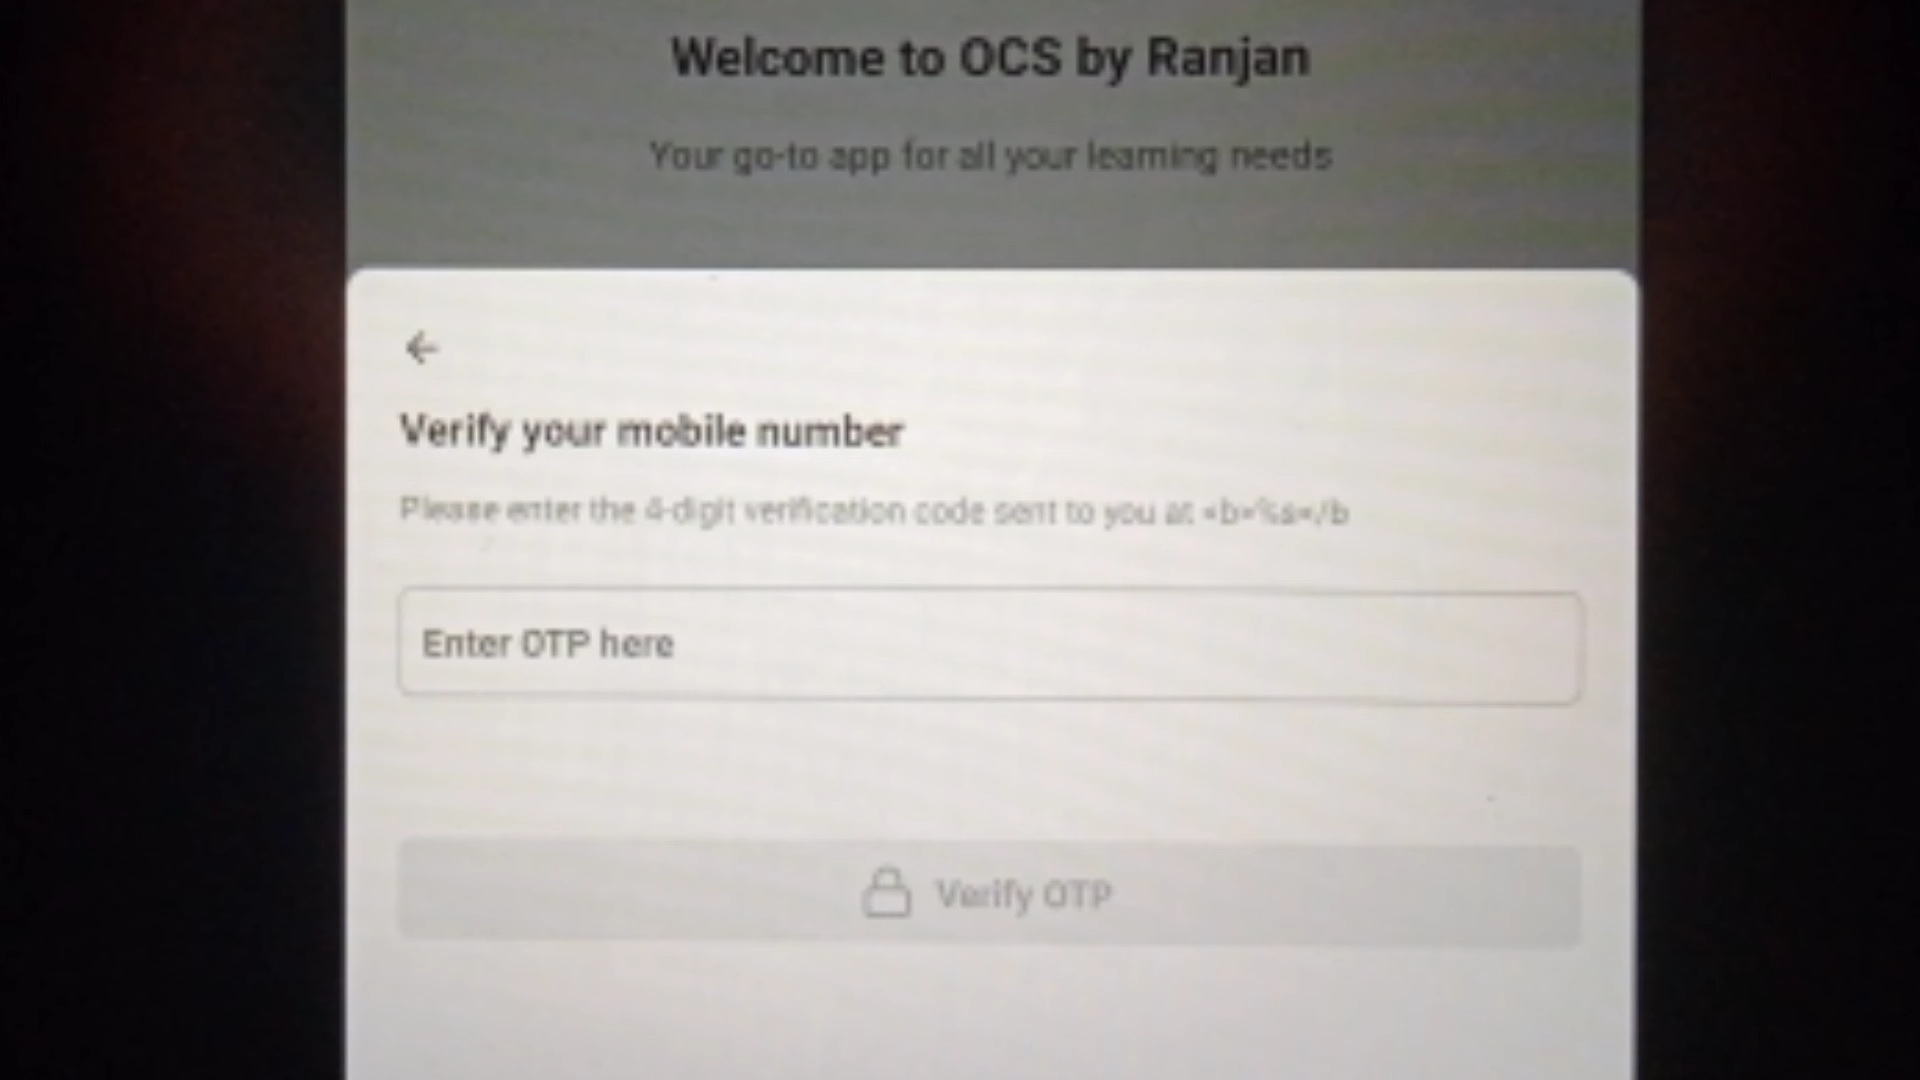 Welcome to OCS by Ranjan
Your go-to app for all your learning needs
Verify your mobile number
Please enter the 4-digit verification code sent to you at <b>%s</b
Enter OTP here
Verify OTP